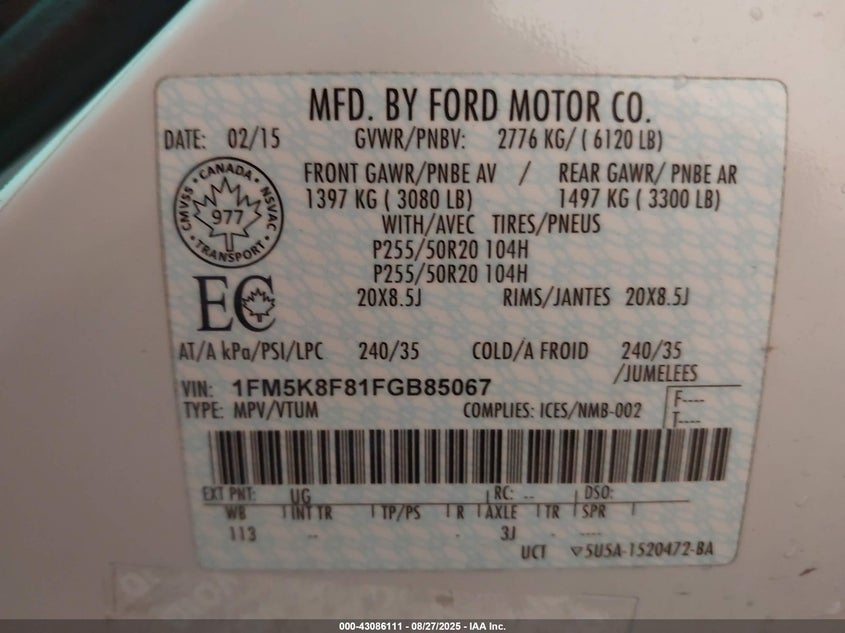 MFD. BY FORD MOTOR CO.
DATE: 02/15 GVWR/PNBV: 2776 KG/ ( 6120 LB)
FRONT GAWR/PNBE AV / REAR GAWR/ PNBE AR
1397 KG ( 3080 LB) 1497 KG ( 3300 LB)
WITH/AVEC TIRES/PNEUS
P255/50R20 104H
P255/50R20 104H
20X8.5J RIMS/JANTES 20X8.5J
CANADA
CMVSS 977 NSVAC
TRANSPORT
EC
AT/A kPa/PSI/LPC 240/35 COLD/A FROID 240/35
/JUMELEES
VIN: 1FM5K8F81FGB85067
F----
TYPE: MPV/VTUM COMPLIES: ICES/NMB-002
T----
EXT PNT: UG RC: -- DSO:
WB INT TR TP/PS R AXLE TR SPR
113 -- - 3J - ----
UCT ▽5U5A-1520472-BA
000-43086111 - 08/27/2025 - IAA Inc.